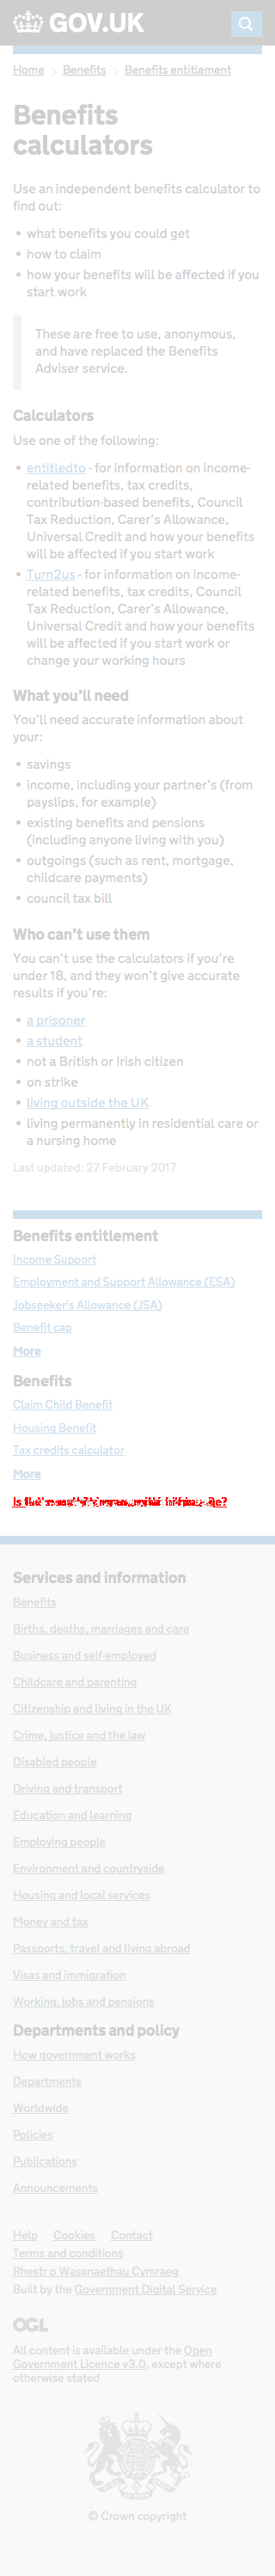 GOV.UK
Home > Benefits > Benefits entitlement
Benefits
calculators
Use an independent benefits calculator to
find out:
• what benefits you could get
• how to claim
• how your benefits will be affected if you
start work
These are free to use, anonymous,
and have replaced the Benefits
Adviser service.
Calculators
Use one of the following:
• entitledto - for information on income-
related benefits, tax credits,
contribution-based benefits, Council
Tax Reduction, Carer's Allowance,
Universal Credit and how your benefits
will be affected if you start work
• Turn2us - for information on income-
related benefits, tax credits, Council
Tax Reduction, Carer's Allowance,
Universal Credit and how your benefits
will be affected if you start work or
change your working hours
What you'll need
You'll need accurate information about
your:
• savings
• income, including your partner's (from
payslips, for example)
• existing benefits and pensions
(including anyone living with you)
• outgoings (such as rent, mortgage,
childcare payments)
• council tax bill
Who can't use them
You can't use the calculators if you're
under 18, and they won't give accurate
results if you're:
• a prisoner
• a student
• not a British or Irish citizen
• on strike
• living outside the UK
• living permanently in residential care or
a nursing home
Last updated: 27 February 2017
Benefits entitlement
Income Support
Employment and Support Allowance (ESA)
Jobseeker's Allowance (JSA)
Benefit cap
More
Benefits
Claim Child Benefit
Housing Benefit
Tax credits calculator
More
Services and information
Benefits
Births, deaths, marriages and care
Business and self-employed
Childcare and parenting
Citizenship and living in the UK
Crime, justice and the law
Disabled people
Driving and transport
Education and learning
Employing people
Environment and countryside
Housing and local services
Money and tax
Passports, travel and living abroad
Visas and immigration
Working, jobs and pensions
Departments and policy
How government works
Departments
Worldwide
Policies
Publications
Announcements
Help Cookies Contact
Terms and conditions
Rhestr o Wasanaethau Cymraeg
Built by the Government Digital Service
OGL
All content is available under the Open
Government Licence v3.0, except where
otherwise stated
© Crown copyright